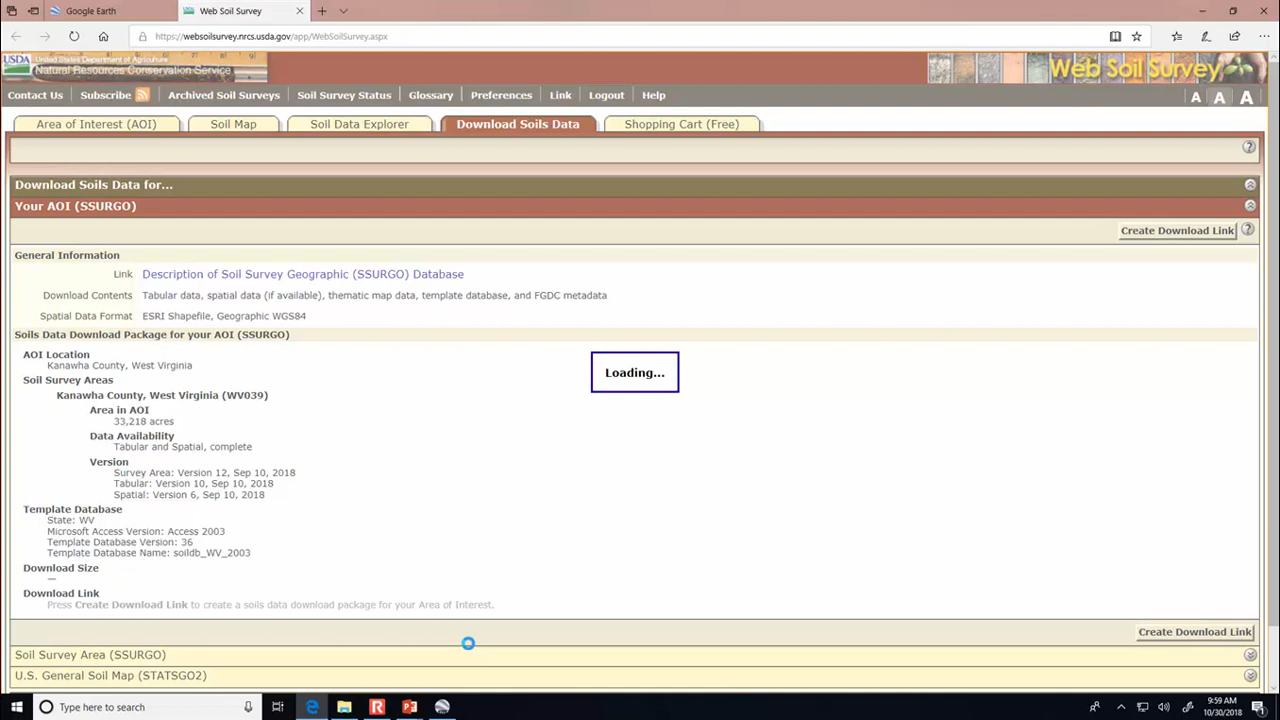 Google Earth
Web Soil Survey
https://websoilsurvey.nrcs.usda.gov/app/WebSoilSurvey.aspx
USDA United States Department of Agriculture
Natural Resources Conservation Service
Web Soil Survey
Contact Us Subscribe Archived Soil Surveys Soil Survey Status Glossary Preferences Link Logout Help A A A
Area of Interest (AOI) Soil Map Soil Data Explorer Download Soils Data Shopping Cart (Free)
Download Soils Data for...
Your AOI (SSURGO)
Create Download Link
General Information
Link Description of Soil Survey Geographic (SSURGO) Database
Download Contents Tabular data, spatial data (if available), thematic map data, template database, and FGDC metadata
Spatial Data Format ESRI Shapefile, Geographic WGS84
Soils Data Download Package for your AOI (SSURGO)
AOI Location
Kanawha County, West Virginia
Soil Survey Areas
Kanawha County, West Virginia (WV039)
Area in AOI
33,218 acres
Data Availability
Tabular and Spatial, complete
Version
Survey Area: Version 12, Sep 10, 2018
Tabular: Version 10, Sep 10, 2018
Spatial: Version 6, Sep 10, 2018
Template Database
State: WV
Microsoft Access Version: Access 2003
Template Database Version: 36
Template Database Name: soildb_WV_2003
Download Size
—
Download Link
Press Create Download Link to create a soils data download package for your Area of Interest.
Loading...
Create Download Link
Soil Survey Area (SSURGO)
U.S. General Soil Map (STATSGO2)
Type here to search
9:59 AM
10/30/2018